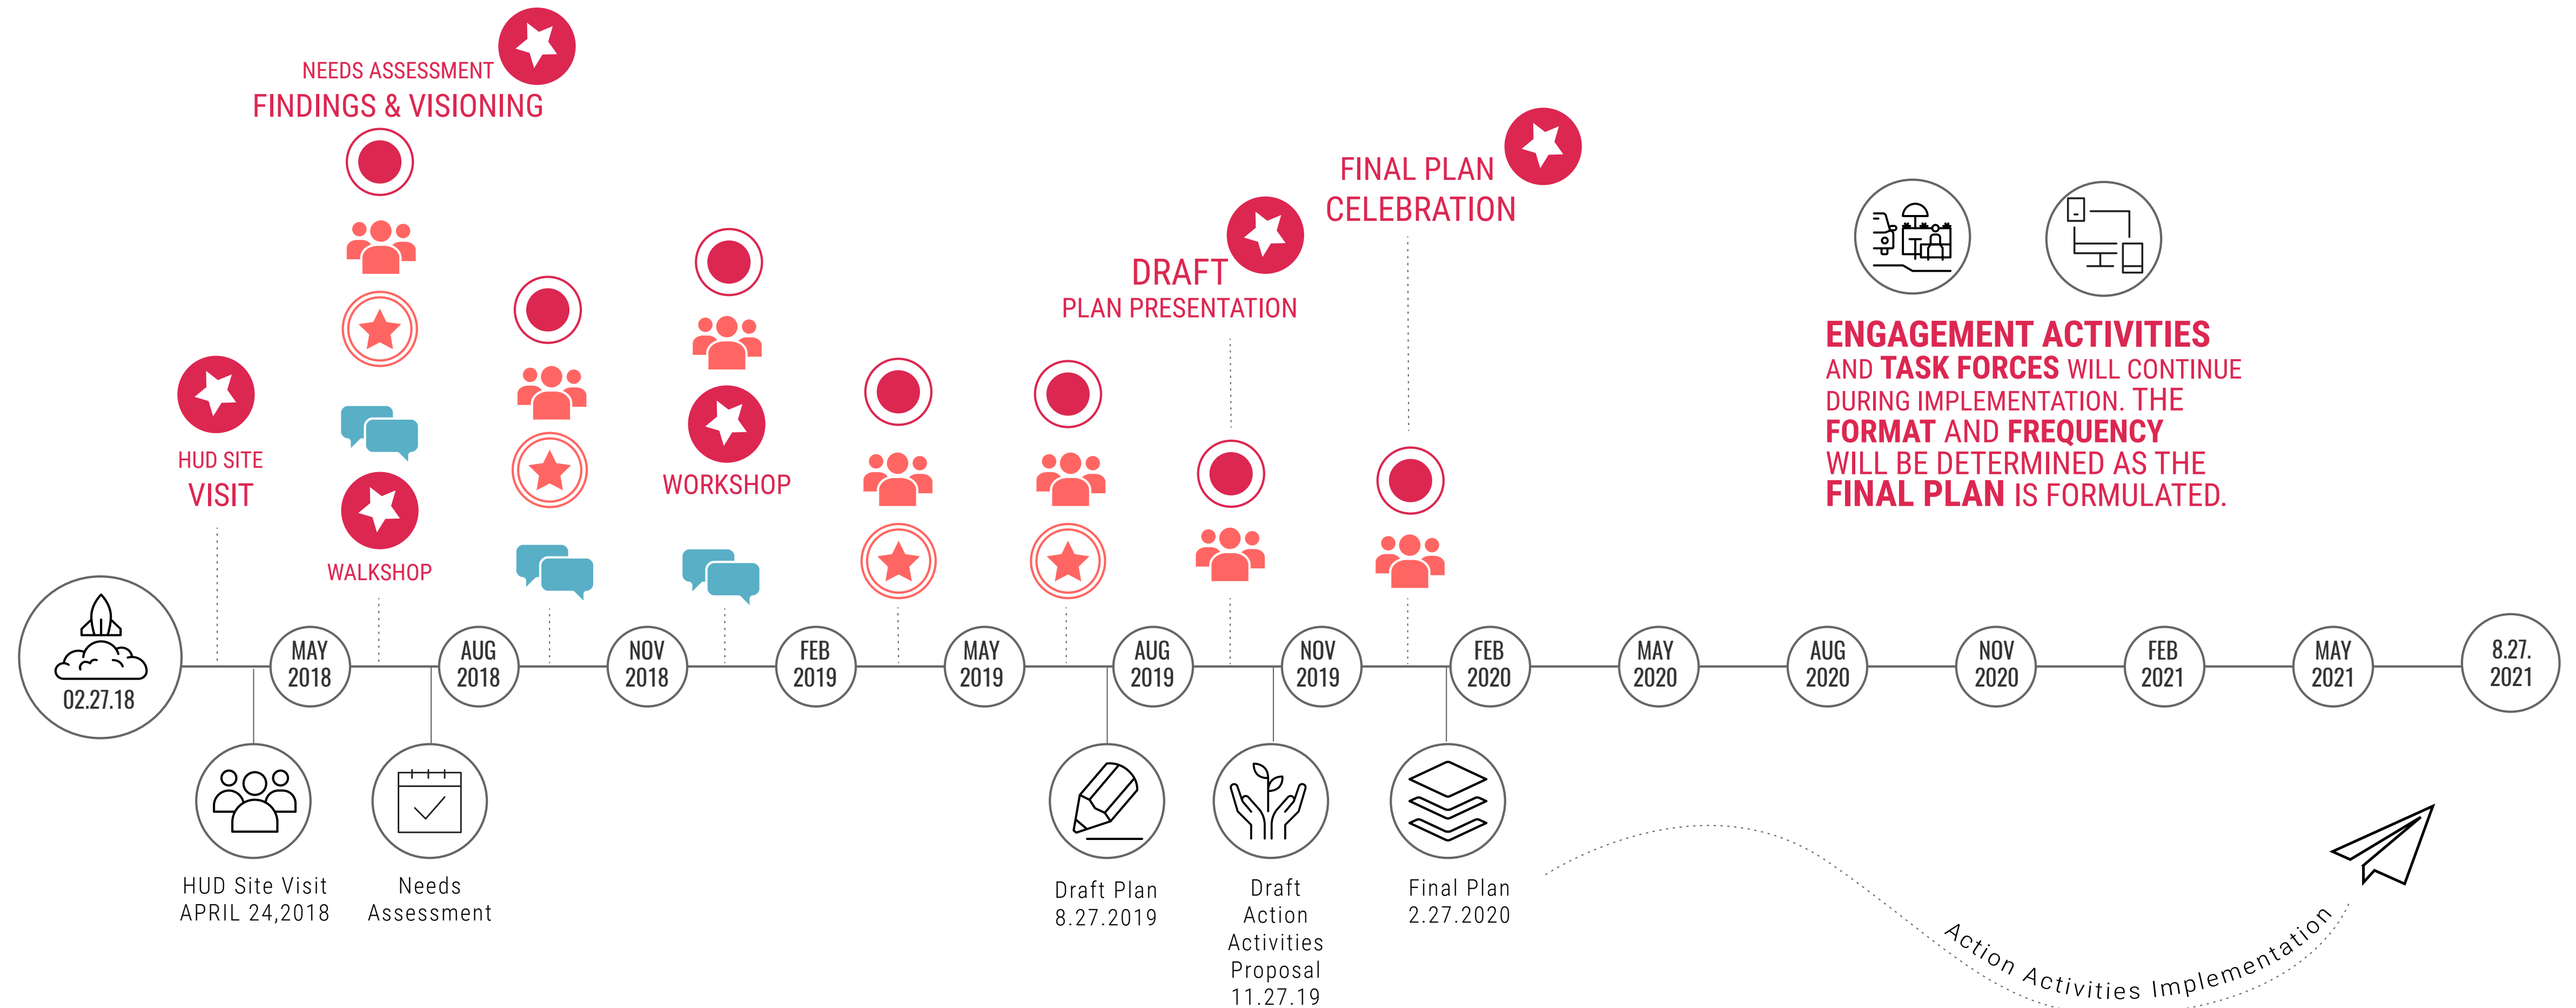 NEEDS ASSESSMENT
FINDINGS & VISIONING
FINAL PLAN
CELEBRATION
DRAFT
PLAN PRESENTATION
HUD SITE
VISIT
WALKSHOP
WORKSHOP
ENGAGEMENT ACTIVITIES
AND TASK FORCES WILL CONTINUE
DURING IMPLEMENTATION. THE
FORMAT AND FREQUENCY
WILL BE DETERMINED AS THE
FINAL PLAN IS FORMULATED.
02.27.18
MAY
2018
AUG
2018
NOV
2018
FEB
2019
MAY
2019
AUG
2019
NOV
2019
FEB
2020
MAY
2020
AUG
2020
NOV
2020
FEB
2021
MAY
2021
8.27.
2021
HUD Site Visit
APRIL 24,2018
Needs
Assessment
Draft Plan
8.27.2019
Draft
Action
Activities
Proposal
11.27.19
Final Plan
2.27.2020
Action Activities Implementation